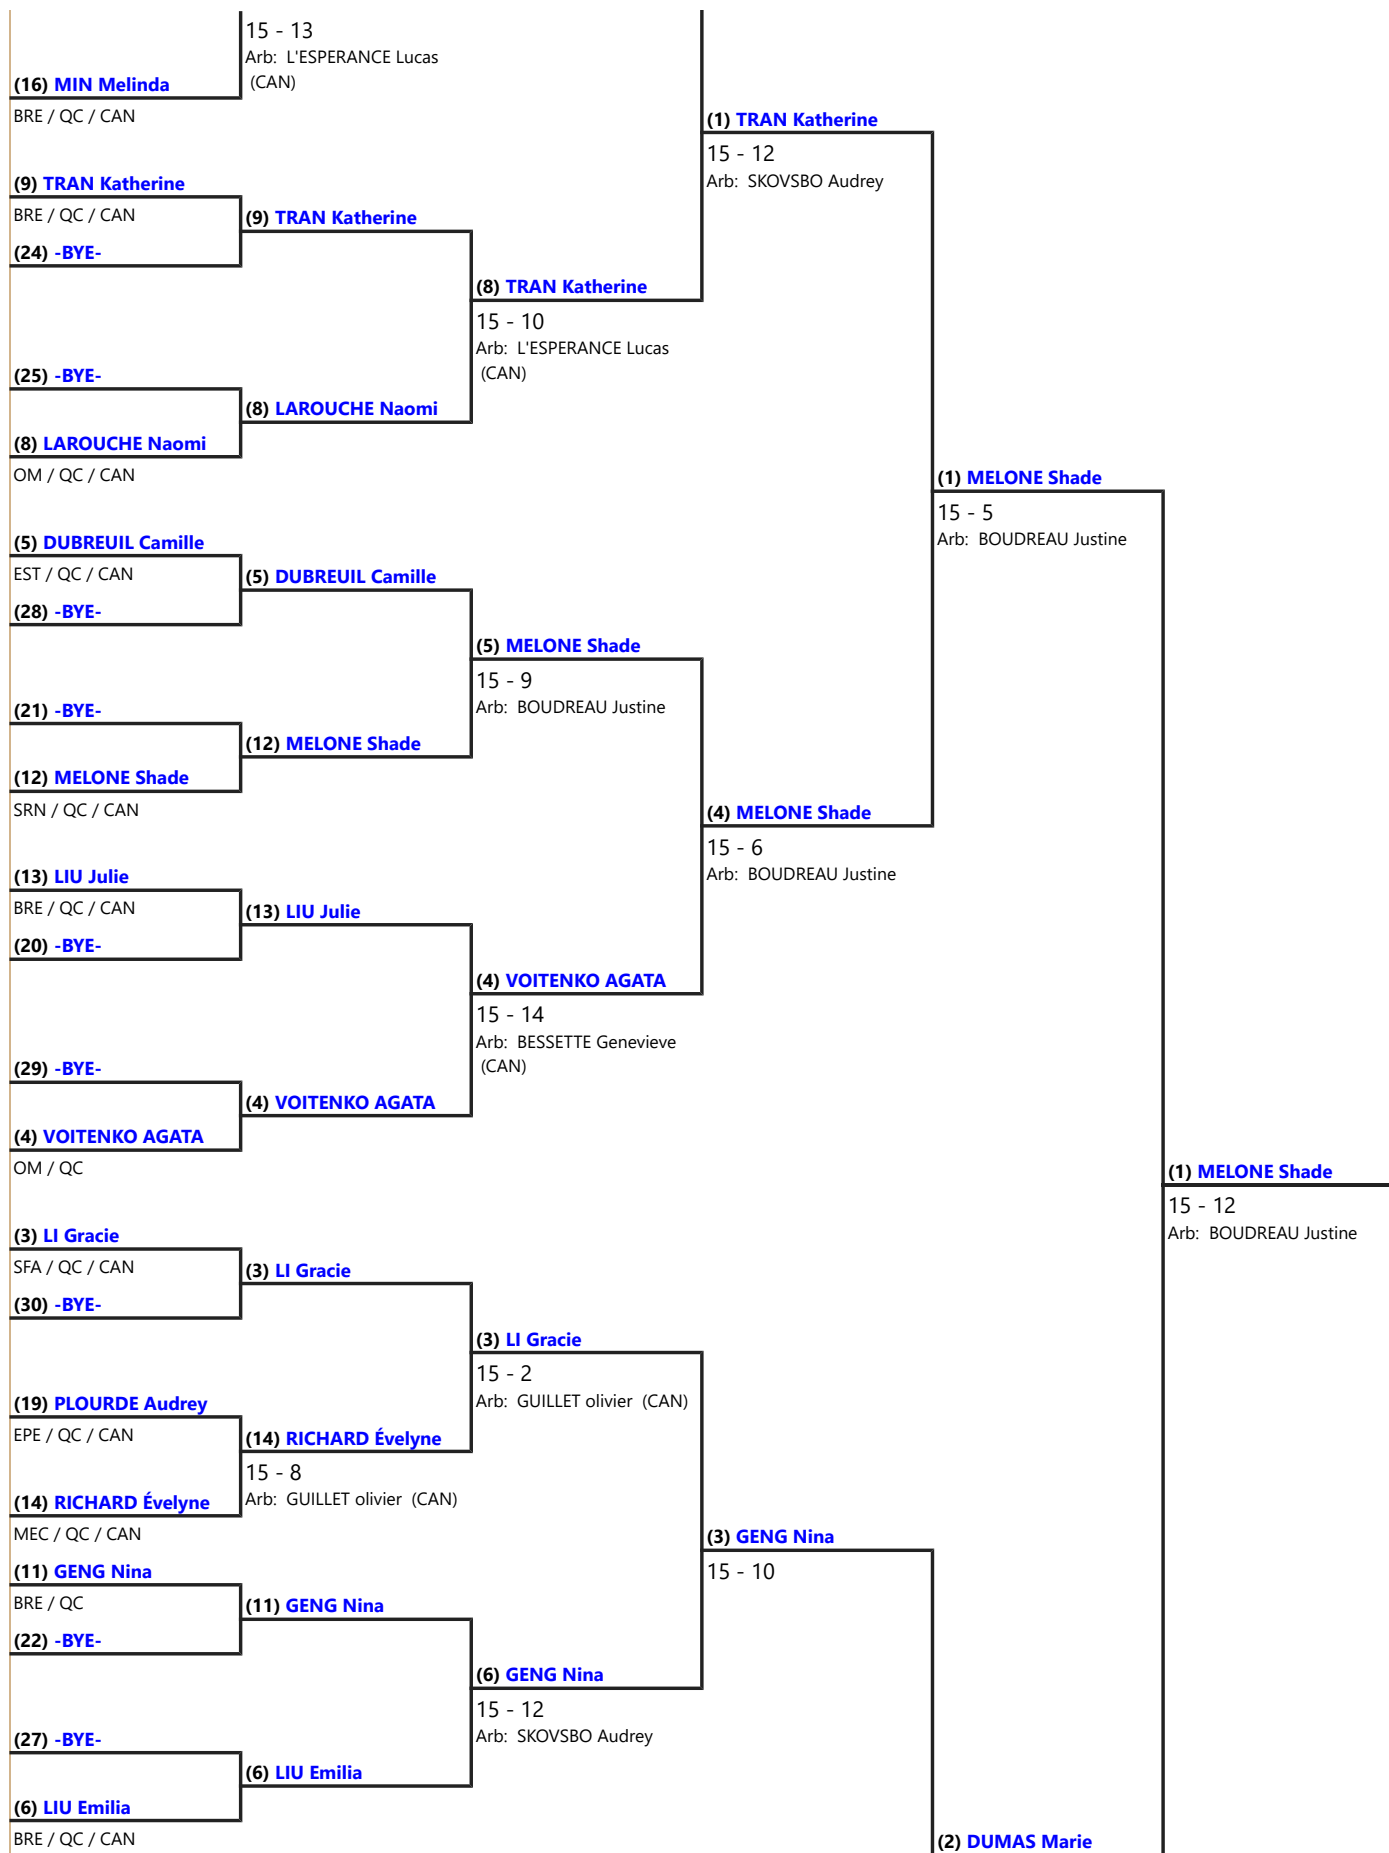 15 - 13
Arb: L'ESPERANCE Lucas
(CAN)
(16) MIN Melinda
BRE / QC / CAN
(1) TRAN Katherine
15 - 12
Arb: SKOVSBO Audrey
(9) TRAN Katherine
BRE / QC / CAN
(9) TRAN Katherine
(24) -BYE-
(8) TRAN Katherine
15 - 10
Arb: L'ESPERANCE Lucas
(CAN)
(25) -BYE-
(8) LAROUCHE Naomi
(8) LAROUCHE Naomi
OM / QC / CAN
(1) MELONE Shade
15 - 5
Arb: BOUDREAU Justine
(5) DUBREUIL Camille
EST / QC / CAN
(5) DUBREUIL Camille
(28) -BYE-
(5) MELONE Shade
15 - 9
Arb: BOUDREAU Justine
(21) -BYE-
(12) MELONE Shade
(12) MELONE Shade
SRN / QC / CAN
(4) MELONE Shade
15 - 6
Arb: BOUDREAU Justine
(13) LIU Julie
BRE / QC / CAN
(13) LIU Julie
(20) -BYE-
(4) VOITENKO AGATA
15 - 14
Arb: BESSETTE Genevieve
(CAN)
(29) -BYE-
(4) VOITENKO AGATA
(4) VOITENKO AGATA
OM / QC
(1) MELONE Shade
15 - 12
Arb: BOUDREAU Justine
(3) LI Gracie
SFA / QC / CAN
(3) LI Gracie
(30) -BYE-
(3) LI Gracie
15 - 2
Arb: GUILLET olivier (CAN)
(19) PLOURDE Audrey
EPE / QC / CAN
(14) RICHARD Évelyne
15 - 8
Arb: GUILLET olivier (CAN)
(14) RICHARD Évelyne
MEC / QC / CAN
(3) GENG Nina
15 - 10
(11) GENG Nina
BRE / QC
(11) GENG Nina
(22) -BYE-
(6) GENG Nina
15 - 12
Arb: SKOVSBO Audrey
(27) -BYE-
(6) LIU Emilia
(6) LIU Emilia
BRE / QC / CAN
(2) DUMAS Marie